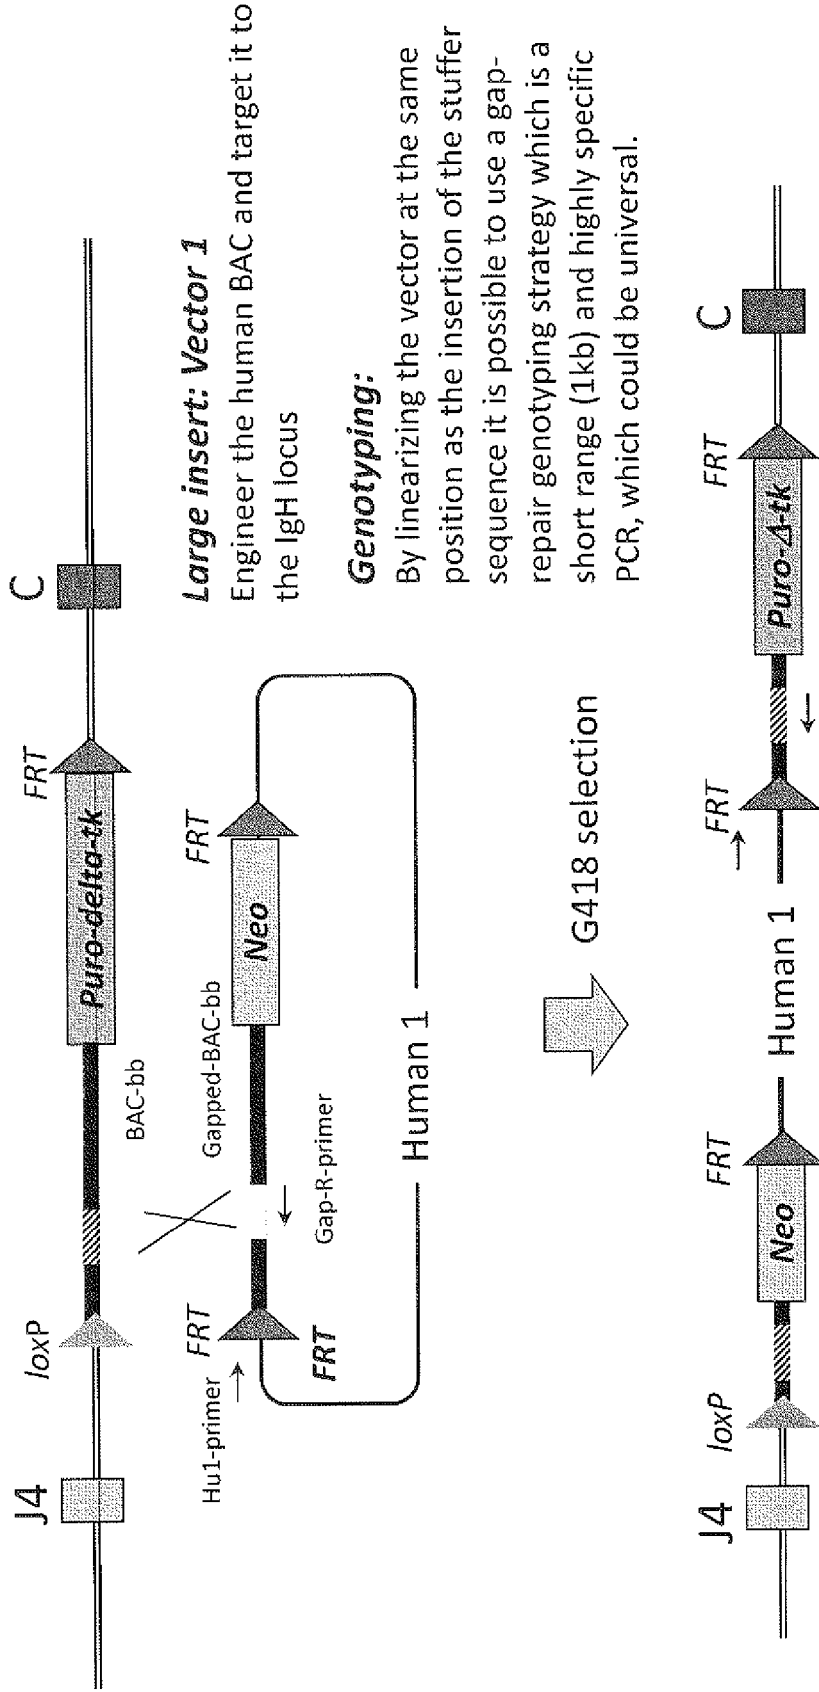 J4
loxP
Puro-delta-tk
FRT
C
BAC-bb
Hu1-primer
FRT
Gapped-BAC-bb
Neo
FRT
FRT
Gap-R-primer
Human 1
Large insert: Vector 1
Engineer the human BAC and target it to
the IgH locus
Genotyping:
By linearizing the vector at the same
position as the insertion of the stuffer
sequence it is possible to use a gap-
repair genotyping strategy which is a
short range (1kb) and highly specific
PCR, which could be universal.
G418 selection
J4
loxP
Neo
FRT
Human 1
FRT
Puro-Δ-tk
FRT
C